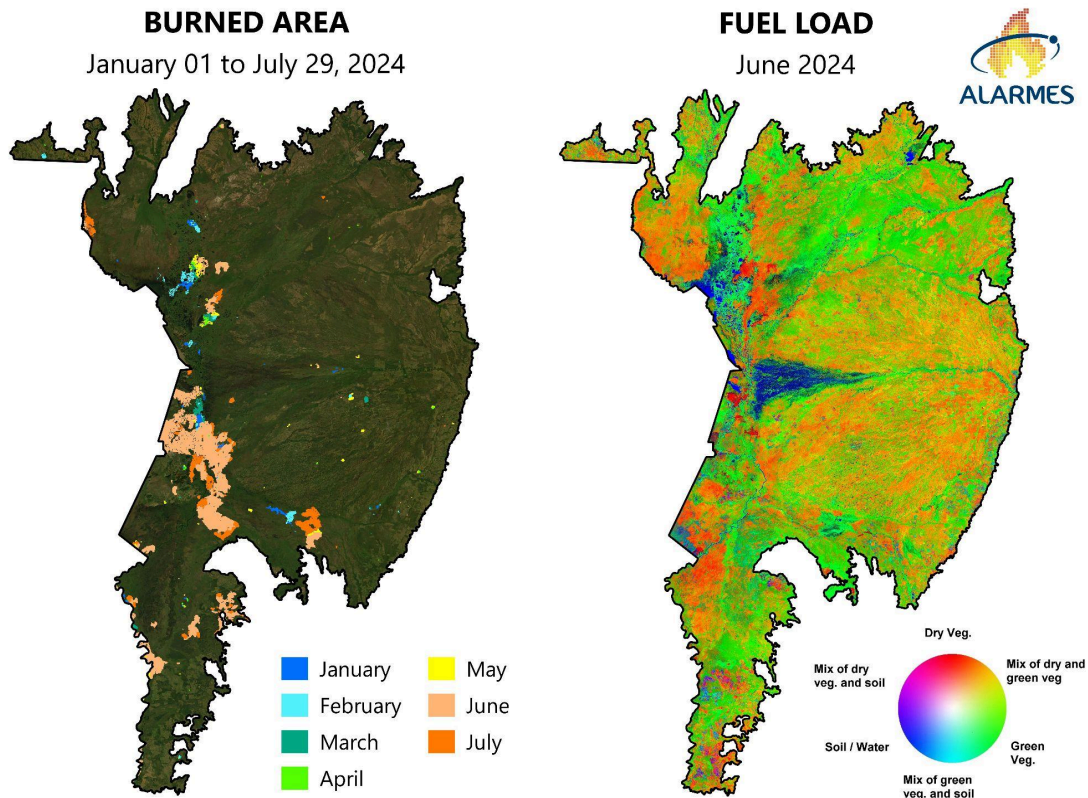 BURNED AREA
January 01 to July 29, 2024
FUEL LOAD
June 2024
ALARMES
January
February
March
April
May
June
July
Dry Veg.
Mix of dry
veg. and soil
Mix of dry and
green veg
Soil / Water
Green
Veg.
Mix of green
veg. and soil